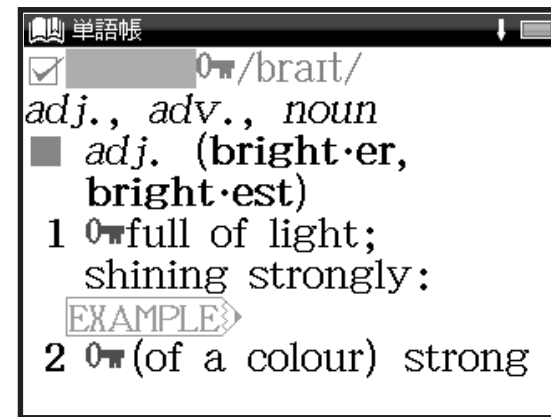 単語帳
/braɪt/
adj., adv., noun
adj. (bright·er,
bright·est)
1 full of light;
shining strongly:
EXAMPLE
2 (of a colour) strong